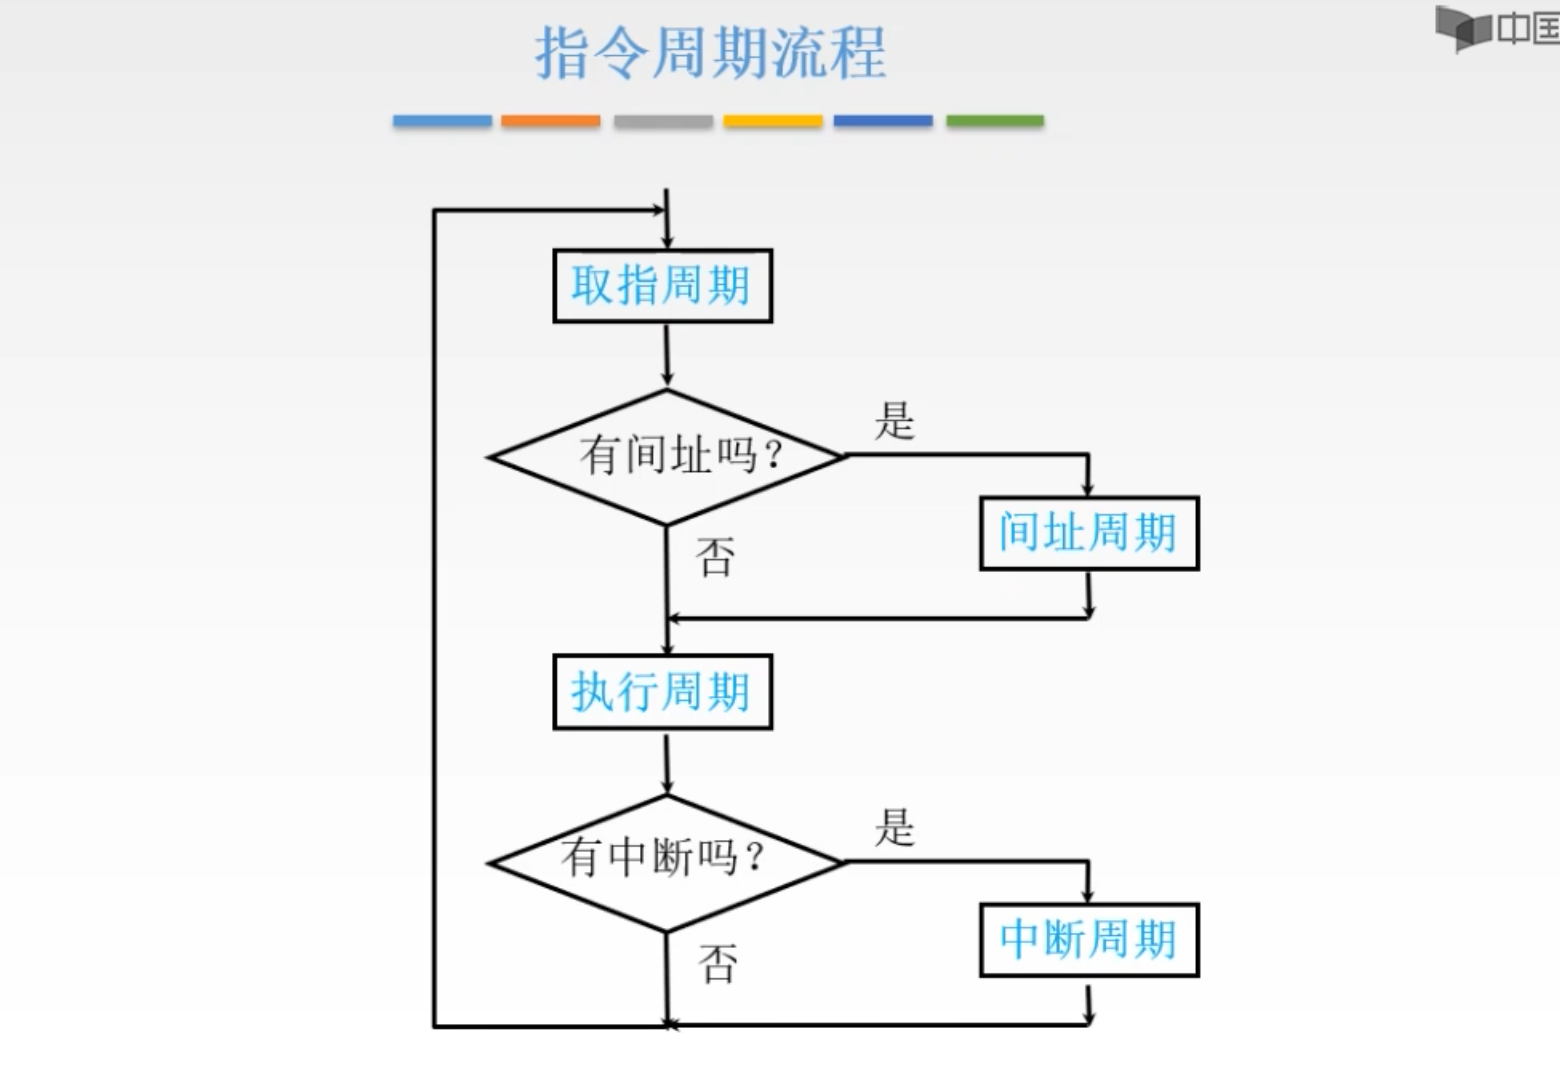 指令周期流程
中国
取指周期
有间址吗？
是
间址周期
否
执行周期
有中断吗？
是
中断周期
否